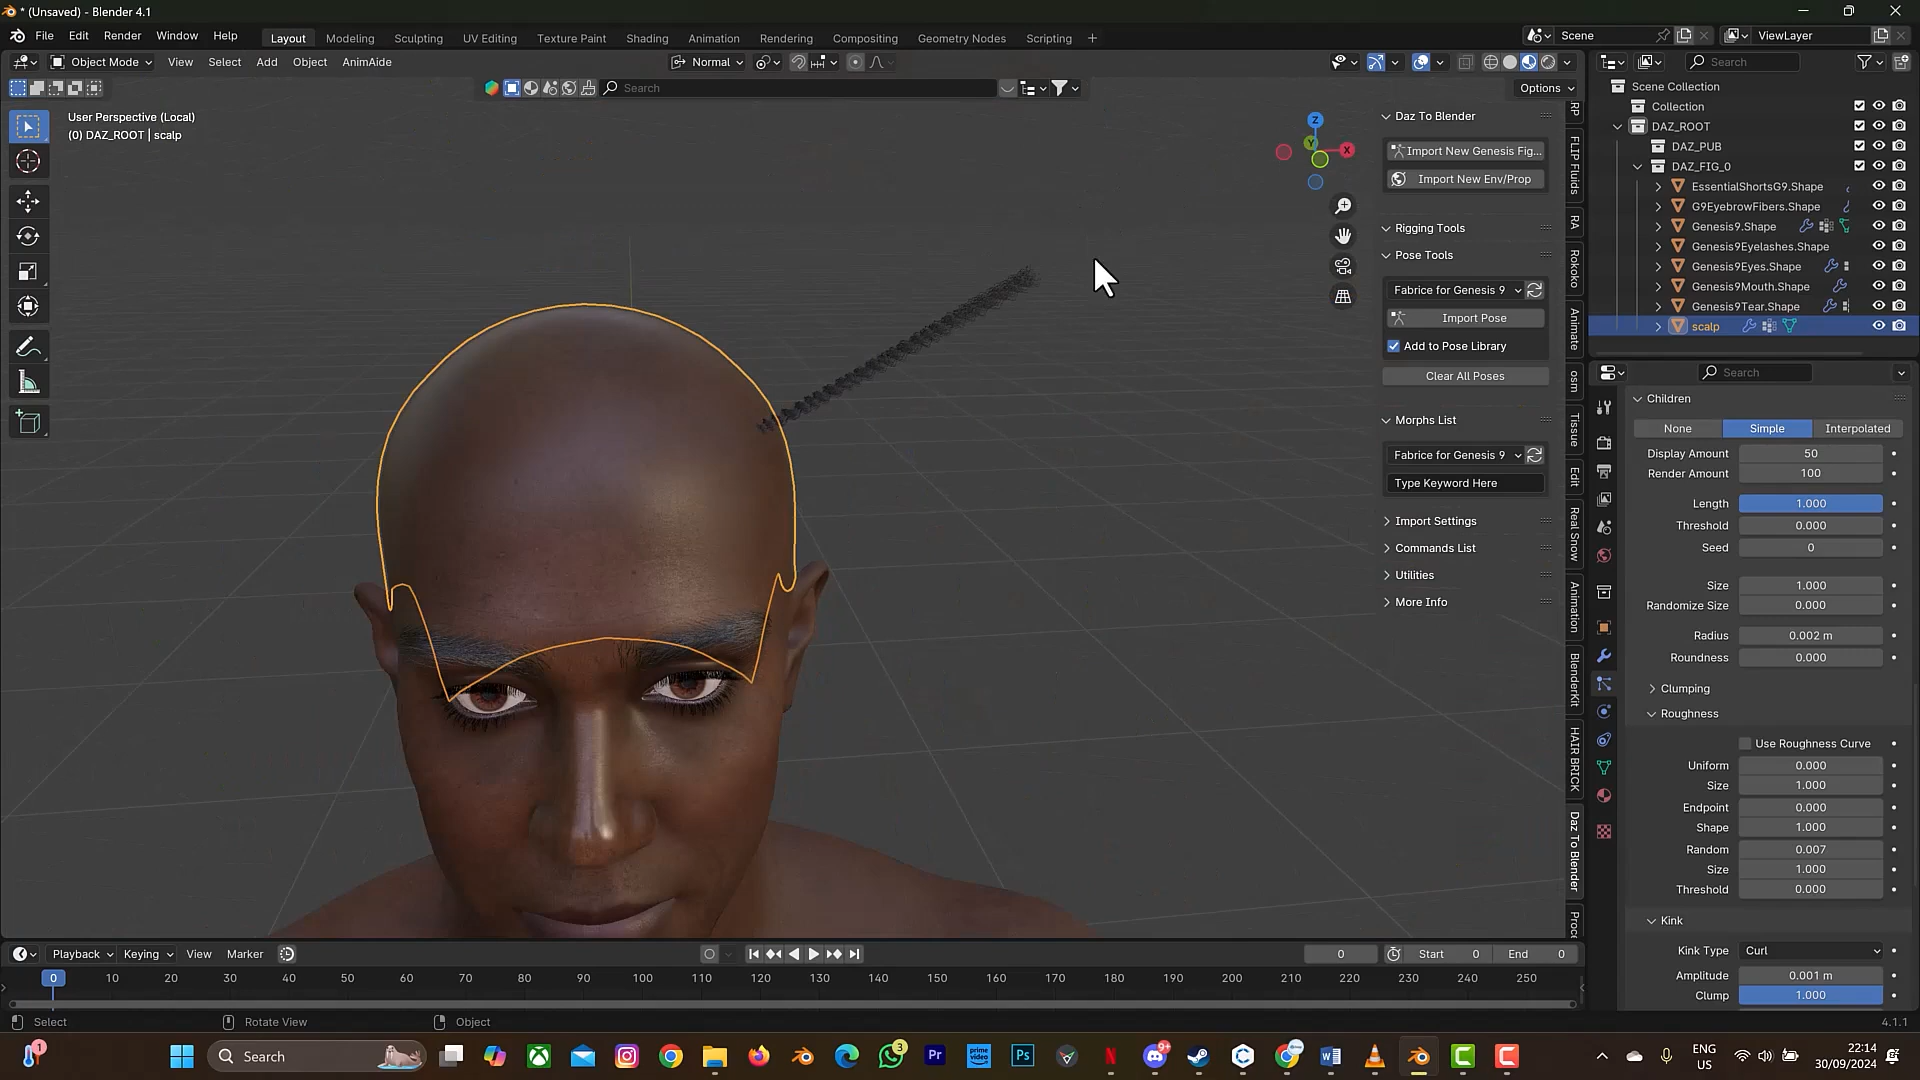 * (Unsaved) - Blender 4.1
File Edit Render Window Help
Layout Modeling Sculpting UV Editing Texture Paint Shading Animation Rendering Compositing Geometry Nodes Scripting
Scene
ViewLayer
Object Mode View Select Add Object AnimAide
Normal
Search
Search
Options
User Perspective (Local)
(0) DAZ_ROOT | scalp
Z
Y
X
Daz To Blender
Import New Genesis Fig...
Import New Env/Prop
Rigging Tools
Pose Tools
Fabrice for Genesis 9
Import Pose
Add to Pose Library
Clear All Poses
Morphs List
Fabrice for Genesis 9
Type Keyword Here
Import Settings
Commands List
Utilities
More Info
RP
FLIP Fluids
RA
Rokoko
Animate
osm
Tissue
Edit
Real Snow
Animation
BlenderKit
HAIR BRICK
Daz To Blender
Proce
Scene Collection
Collection
DAZ_ROOT
DAZ_PUB
DAZ_FIG_0
EssentialShortsG9.Shape
G9EyebrowFibers.Shape
Genesis9.Shape
Genesis9Eyelashes.Shape
Genesis9Eyes.Shape
Genesis9Mouth.Shape
Genesis9Tear.Shape
scalp
Search
Children
None Simple Interpolated
Display Amount 50
Render Amount 100
Length 1.000
Threshold 0.000
Seed 0
Size 1.000
Randomize Size 0.000
Radius 0.002 m
Roundness 0.000
Clumping
Roughness
Use Roughness Curve
Uniform 0.000
Size 1.000
Endpoint 0.000
Shape 1.000
Random 0.007
Size 1.000
Threshold 0.000
Kink
Kink Type Curl
Amplitude 0.001 m
Clump 1.000
Playback Keying View Marker
0 Start 0 End 0
0 10 20 30 40 50 60 70 80 90 100 110 120 130 140 150 160 170 180 190 200 210 220 230 240 250
Select Rotate View Object
4.1.1
1
Search
3
Pr
prime video
Ps
N
9+
W
ENG
US
22:14
30/09/2024